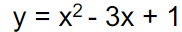 y = x² - 3x + 1